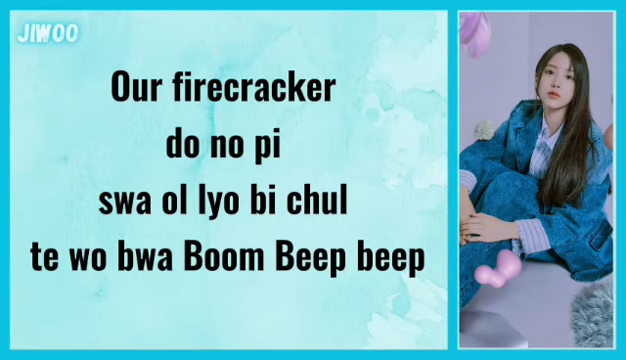 JIWOO
Our firecracker
do no pi
swa ol lyo bi chul
te wo bwa Boom Beep beep